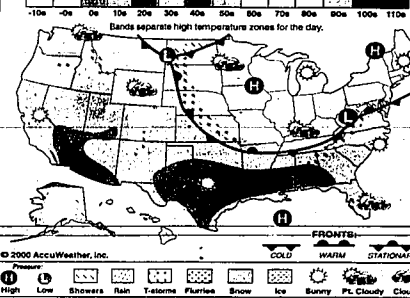 -10s -0s 0s 10s 20s 30s 40s 50s 60s 70s 80s 90s 100s 110s
Bands separate high temperature zones for the day.
L
H
H
L
H
FRONTS:
© 2000 AccuWeather, Inc.
COLD WARM STATIONAR
Pressure:
H L
High Low Showers Rain T-storms Flurries Snow Ice Sunny Pt. Cloudy Clou